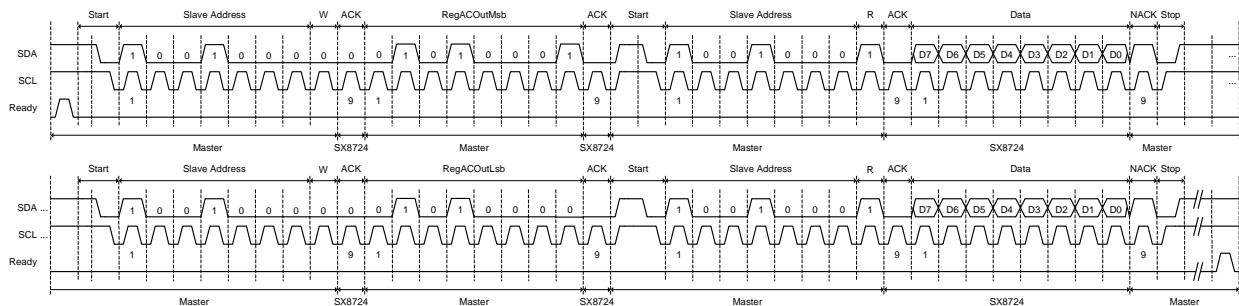 Start Slave Address W ACK RegACOutMsb ACK Start Slave Address R ACK Data NACK Stop
SDA 1 0 0 1 0 0 0 0 0 0 1 0 1 0 0 0 1 1 0 0 1 0 0 0 1 D7 D6 D5 D4 D3 D2 D1 D0 ...
SCL ...
1 9 1 9 1 9 1 9
Ready
Master SX8724 Master SX8724 Master SX8724 Master
Start Slave Address W ACK RegACOutLsb ACK Start Slave Address R ACK Data NACK Stop
SDA ... 1 0 0 1 0 0 0 0 0 0 1 0 1 0 0 0 0 1 0 0 1 0 0 0 1 D7 D6 D5 D4 D3 D2 D1 D0
SCL ...
1 9 1 9 1 9 1 9
Ready
Master SX8724 Master SX8724 Master SX8724 Master